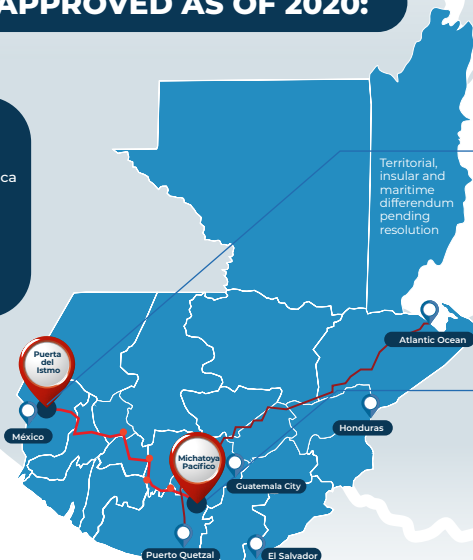 APPROVED AS OF 2020:
ca
Territorial,
insular and
maritime
differendum
pending
resolution
Atlantic Ocean
Puerta
del
Istmo
México
Honduras
Michatoya
Pacífico
Guatemala City
Puerto Quetzal
El Salvador